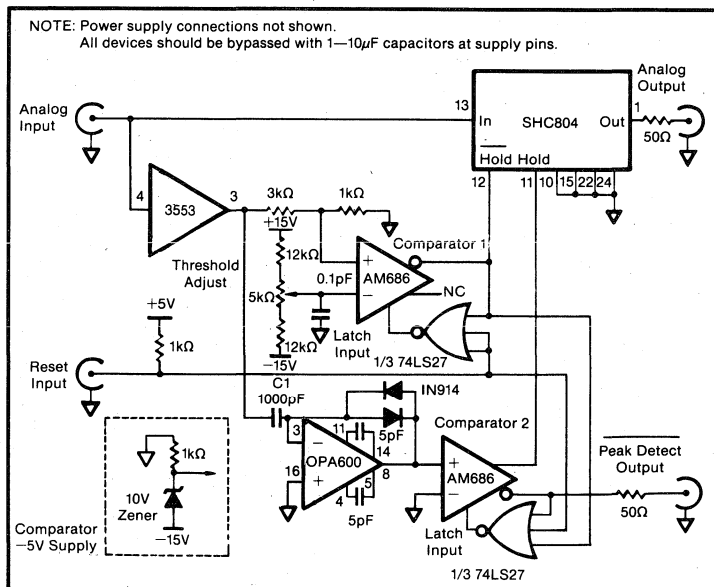 NOTE: Power supply connections not shown.
All devices should be bypassed with 1—10µF capacitors at supply pins.
Analog
Input
Analog
Output
13
In
SHC804
Out
1
50Ω
Hold Hold
12
11
10
15
22
24
4
3553
3
3kΩ
1kΩ
+15V
12kΩ
Threshold
Adjust
5kΩ
12kΩ
−15V
0.1pF
Comparator 1
+
AM686
−
NC
Latch
Input
1/3 74LS27
+5V
1kΩ
Reset
Input
C1
1000pF
IN914
5pF
11
3
−
14
OPA600
8
16
+
5
4
5pF
Comparator 2
+
AM686
−
Latch
Input
1/3 74LS27
Peak Detect
Output
50Ω
1kΩ
10V
Zener
−15V
Comparator
−5V Supply